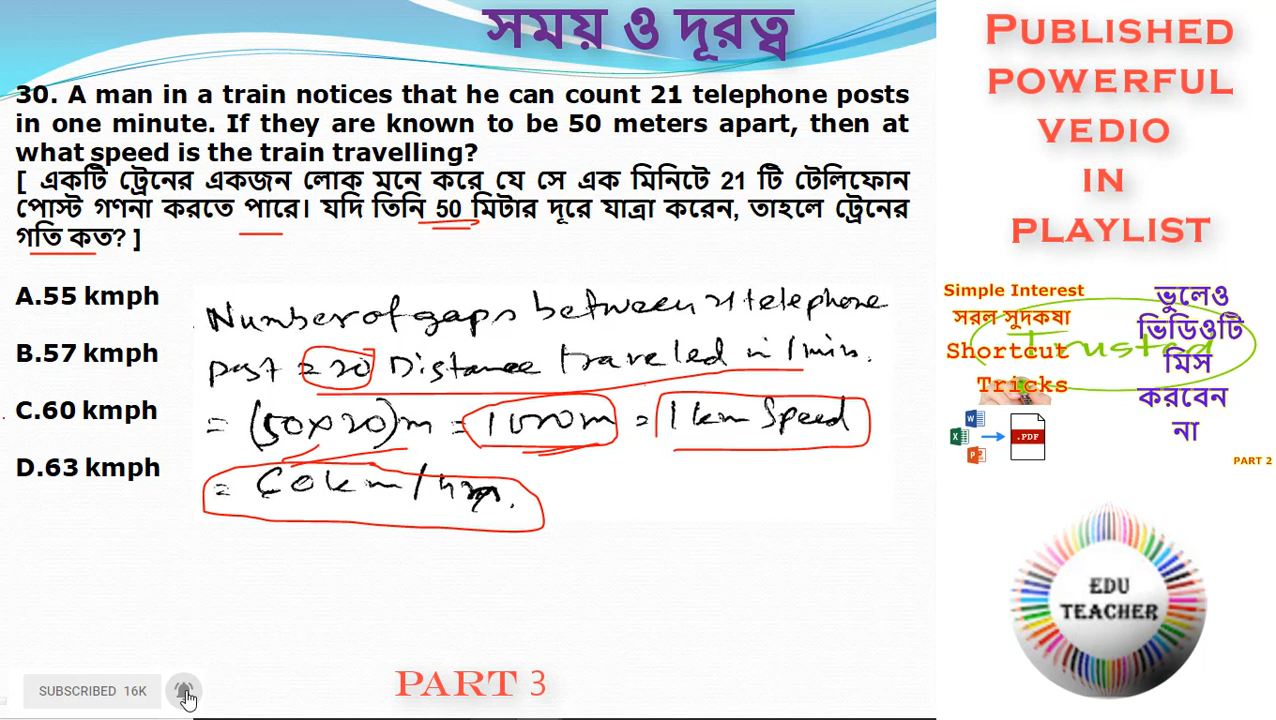 সময় ও দূরত্ব
30. A man in a train notices that he can count 21 telephone posts
in one minute. If they are known to be 50 meters apart, then at
what speed is the train travelling?
[ একটি ট্রেনের একজন লোক মনে করে যে সে এক মিনিটে 21 টি টেলিফোন
পোস্ট গণনা করতে পারে। যদি তিনি 50 মিটার দূরে যাত্রা করেন, তাহলে ট্রেনের
গতি কত? ]
A.55 kmph
B.57 kmph
C.60 kmph
D.63 kmph
Number of gaps between 21 telephone
post = 20 Distance traveled in 1 min.
= (50×20)m = 1000m = 1 km Speed
= 60km/
PART 3
SUBSCRIBED 16K
PUBLISHED
POWERFUL
VEDIO
IN
PLAYLIST
Simple Interest
সরল সুদকষা
Shortcut
Tricks
Trusted
ভুলেও
ভিডিওটি
মিস
করবেন
না
.PDF
PART 2
EDU
TEACHER